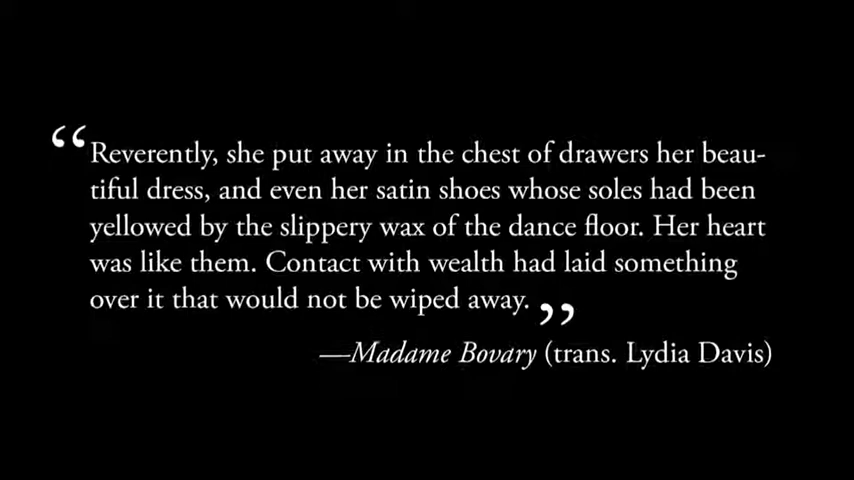 “Reverently, she put away in the chest of drawers her beau-
tiful dress, and even her satin shoes whose soles had been
yellowed by the slippery wax of the dance floor. Her heart
was like them. Contact with wealth had laid something
over it that would not be wiped away.”
—Madame Bovary (trans. Lydia Davis)